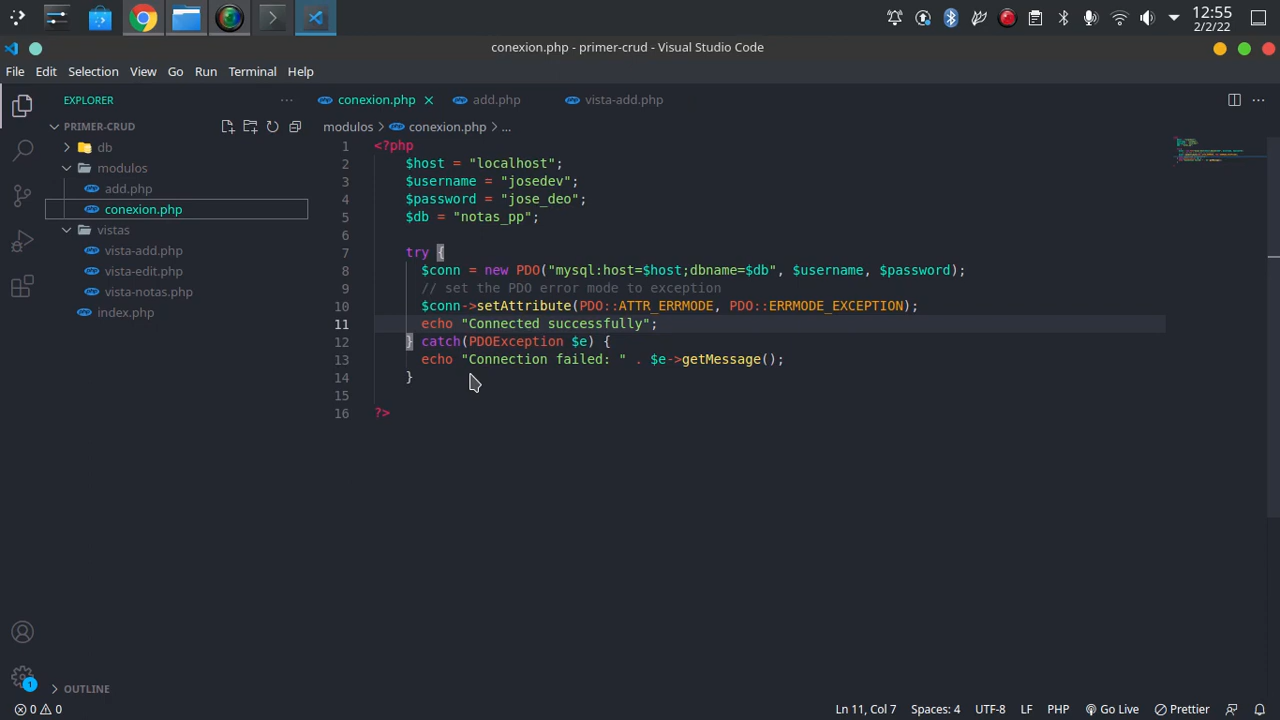 12:55
2/2/22
conexion.php - primer-crud - Visual Studio Code
File Edit Selection View Go Run Terminal Help
EXPLORER
conexion.php
add.php
vista-add.php
PRIMER-CRUD
modulos > conexion.php > ...
db
modulos
add.php
conexion.php
vistas
vista-add.php
vista-edit.php
vista-notas.php
index.php
1 <?php
2 $host = "localhost";
3 $username = "josedev";
4 $password = "jose_deo";
5 $db = "notas_pp";
6
7 try {
8 $conn = new PDO("mysql:host=$host;dbname=$db", $username, $password);
9 // set the PDO error mode to exception
10 $conn->setAttribute(PDO::ATTR_ERRMODE, PDO::ERRMODE_EXCEPTION);
11 echo "Connected successfully";
12 } catch(PDOException $e) {
13 echo "Connection failed: " . $e->getMessage();
14 }
15
16 ?>
1
OUTLINE
0 0
Ln 11, Col 7 Spaces: 4 UTF-8 LF PHP Go Live Prettier